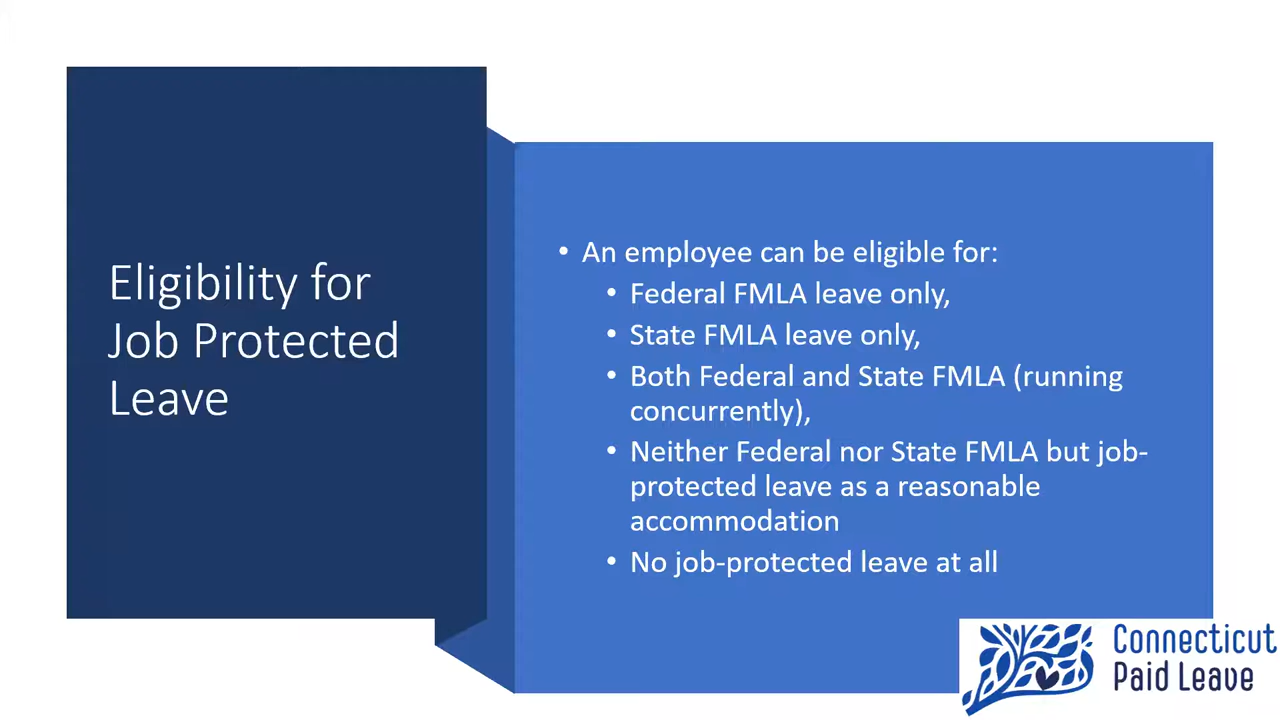 Eligibility for
Job Protected
Leave
• An employee can be eligible for:
• Federal FMLA leave only,
• State FMLA leave only,
• Both Federal and State FMLA (running
concurrently),
• Neither Federal nor State FMLA but job-
protected leave as a reasonable
accommodation
• No job-protected leave at all
Connecticut
Paid Leave